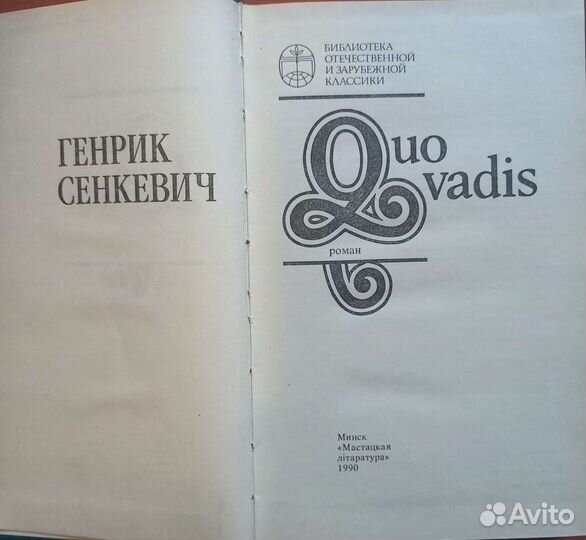 ГЕНРИК
СЕНКЕВИЧ
БИБЛИОТЕКА
ОТЕЧЕСТВЕННОЙ
И ЗАРУБЕЖНОЙ
КЛАССИКИ
Quo
vadis
роман
Минск
«Мастацкая
літаратура»
1990
Avito